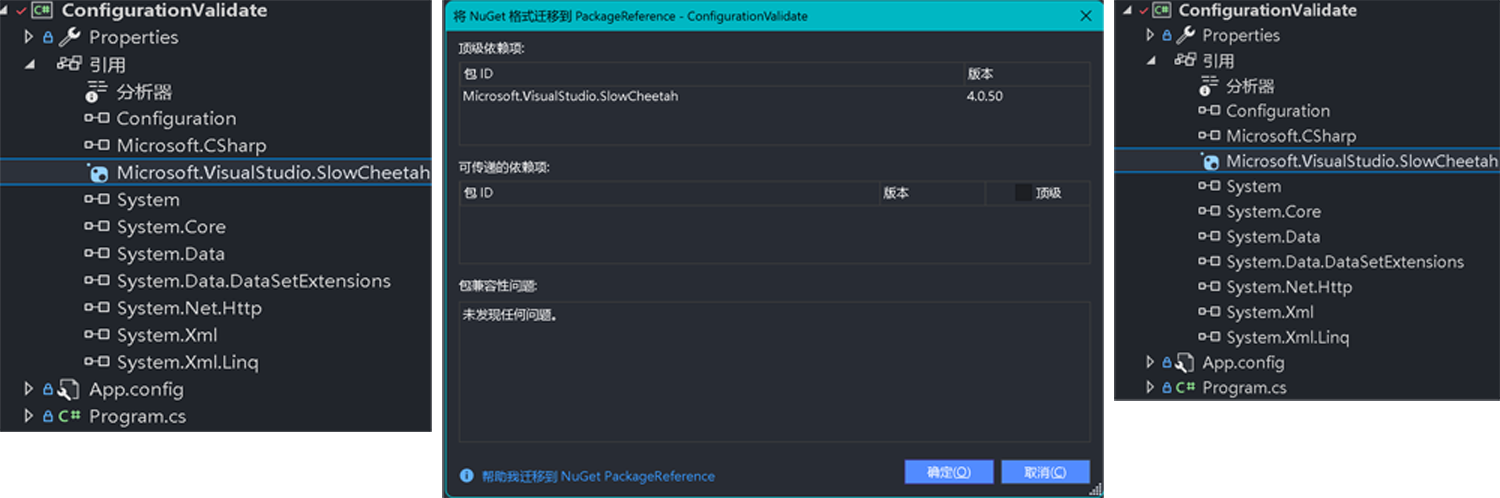 ConfigurationValidate
Properties
引用
分析器
Configuration
Microsoft.CSharp
Microsoft.VisualStudio.SlowCheetah
System
System.Core
System.Data
System.Data.DataSetExtensions
System.Net.Http
System.Xml
System.Xml.Linq
App.config
C# Program.cs
将 NuGet 格式迁移到 PackageReference - ConfigurationValidate
顶级依赖项:
包 ID 版本
Microsoft.VisualStudio.SlowCheetah 4.0.50
可传递的依赖项:
包 ID 版本 顶级
包兼容性问题:
未发现任何问题。
帮助我迁移到 NuGet PackageReference 确定(O) 取消(C)
C# ConfigurationValidate
Properties
引用
分析器
Configuration
Microsoft.CSharp
Microsoft.VisualStudio.SlowCheetah
System
System.Core
System.Data
System.Data.DataSetExtensions
System.Net.Http
System.Xml
System.Xml.Linq
App.config
C# Program.cs